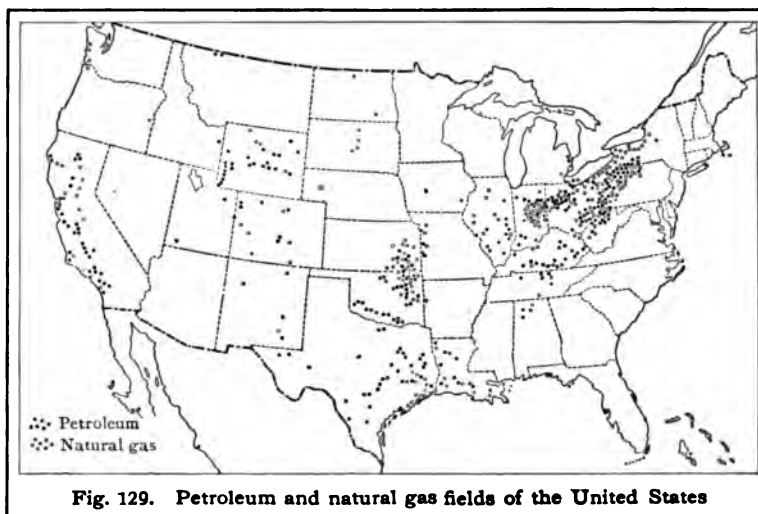 Petroleum
Natural gas
Fig. 129. Petroleum and natural gas fields of the United States